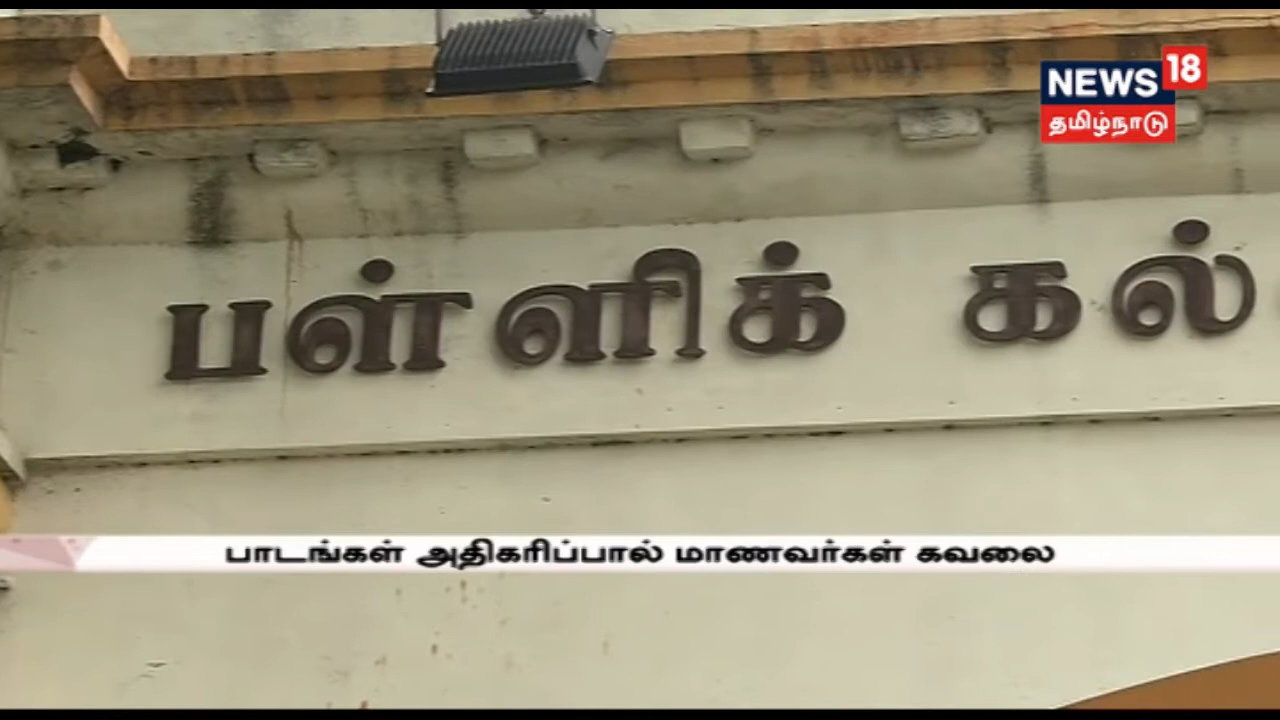 NEWS 18
தமிழ்நாடு
பள்ளிக் கல்
பாடங்கள் அதிகரிப்பால் மாணவர்கள் கவலை